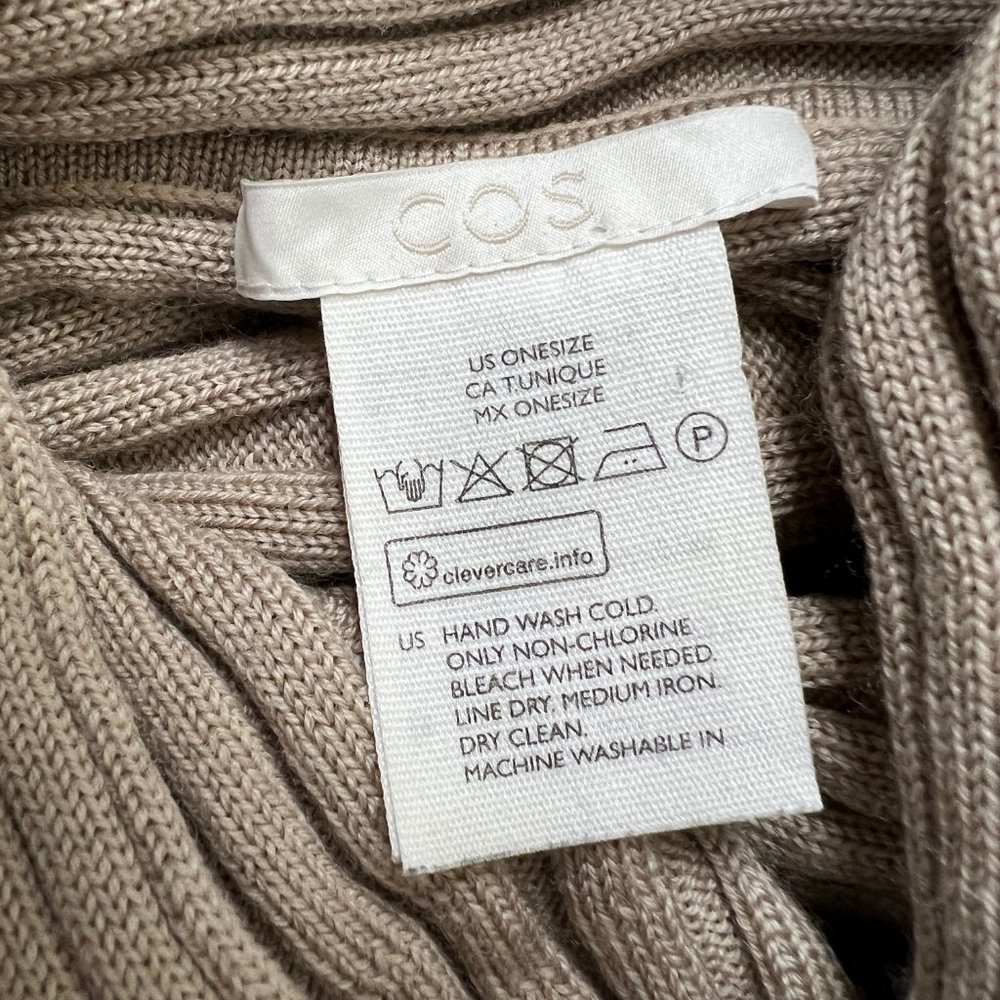 COS
US ONESIZE
CA T.UNIQUE
MX ONESIZE
P
clevercare.info
US HAND WASH COLD.
ONLY NON-CHLORINE
BLEACH WHEN NEEDED.
LINE DRY, MEDIUM IRON.
DRY CLEAN.
MACHINE WASHABLE IN